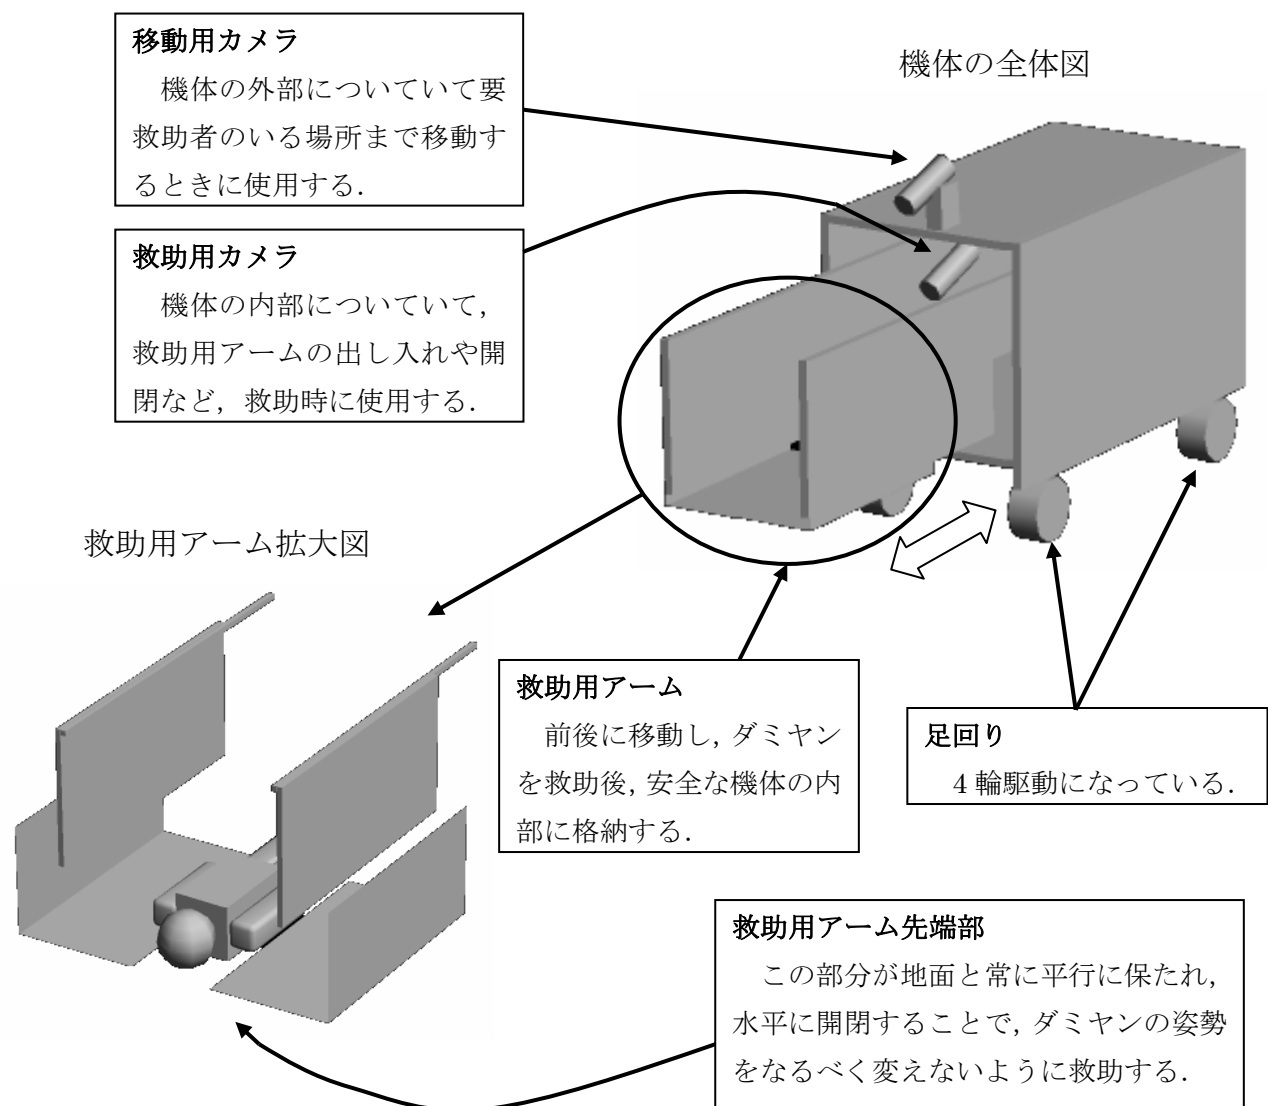 移動用カメラ
機体の外部についていて要
救助者のいる場所まで移動す
るときに使用する．
機体の全体図
救助用カメラ
機体の内部についていて，
救助用アームの出し入れや開
閉など，救助時に使用する．
救助用アーム拡大図
救助用アーム
前後に移動し，ダミヤン
を救助後，安全な機体の内
部に格納する．
足回り
4 輪駆動になっている．
救助用アーム先端部
この部分が地面と常に平行に保たれ，
水平に開閉することで，ダミヤンの姿勢
をなるべく変えないように救助する．